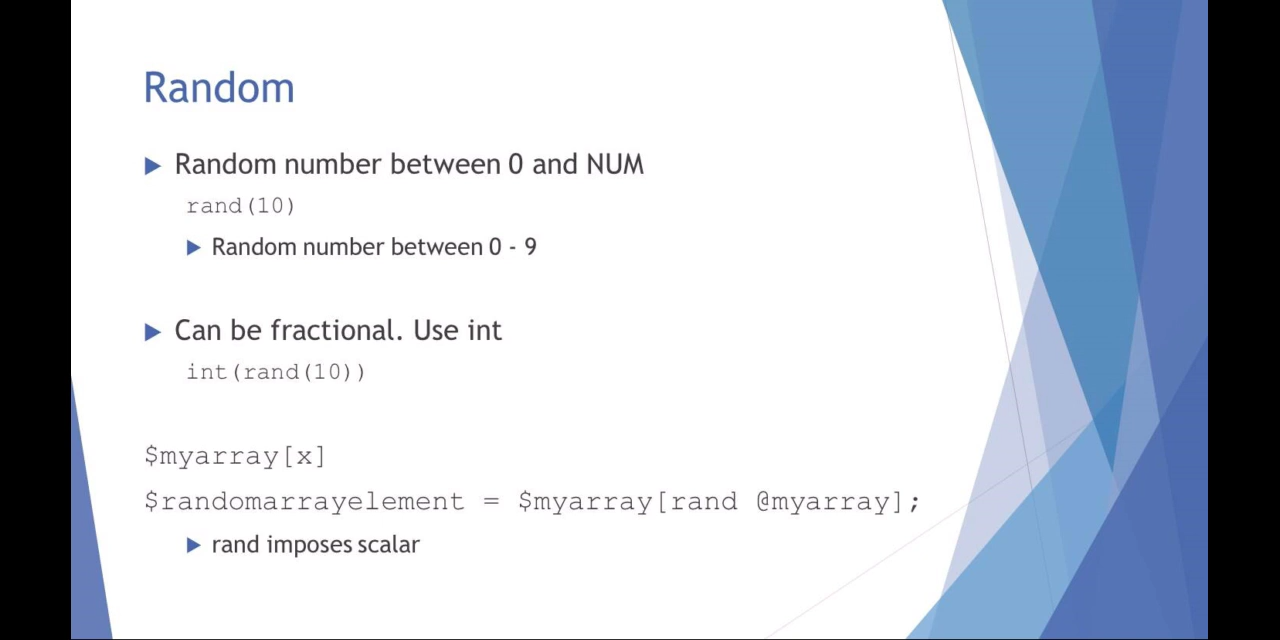 Random
Random number between 0 and NUM
rand(10)
Random number between 0 - 9
Can be fractional. Use int
int(rand(10))
$myarray[x]
$randomarrayelement = $myarray[rand @myarray];
rand imposes scalar